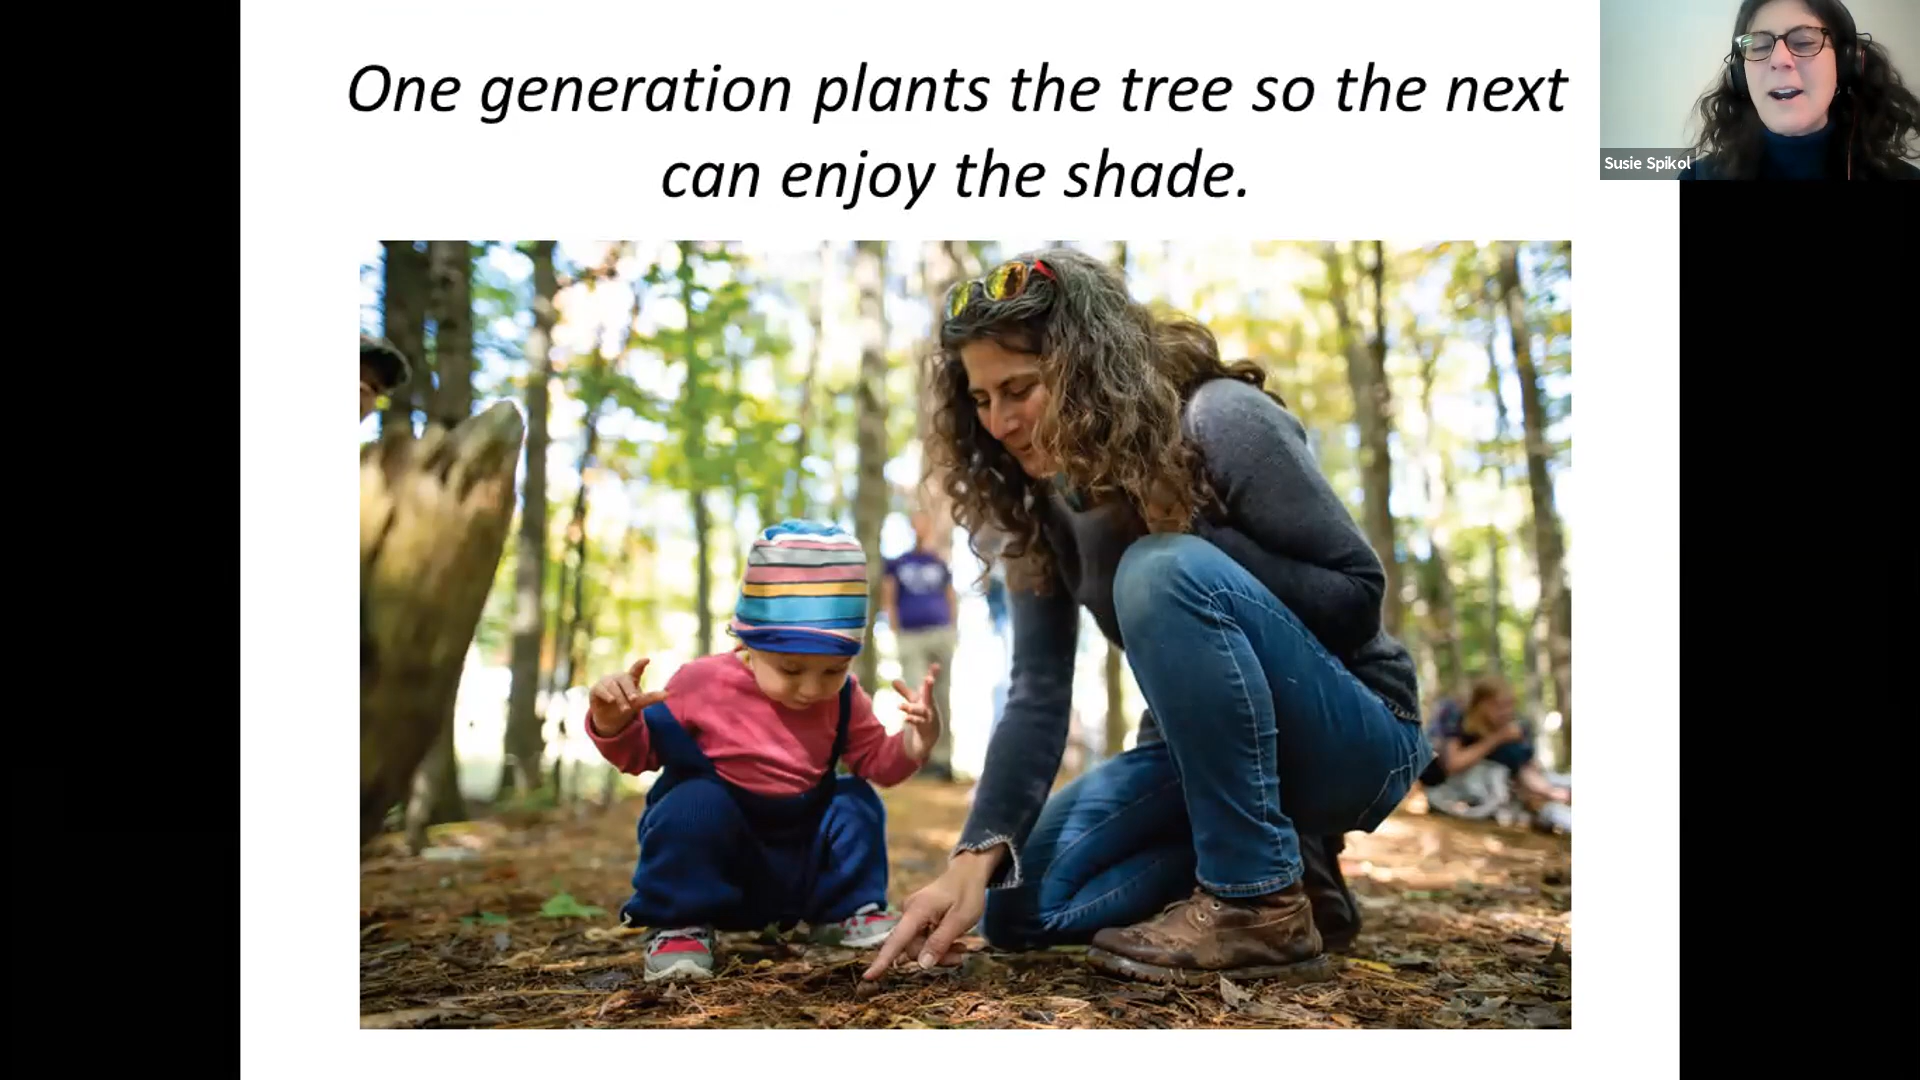 One generation plants the tree so the next
can enjoy the shade.
Susie Spikol